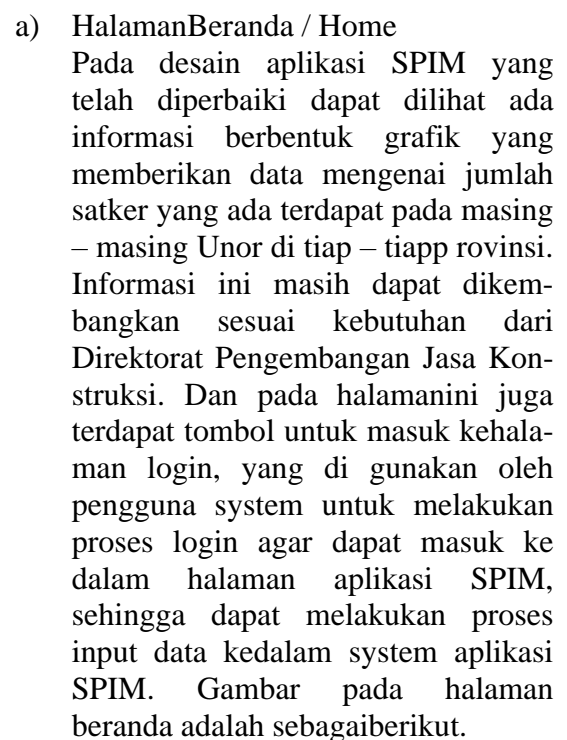 a) HalamanBeranda / Home
Pada desain aplikasi SPIM yang
telah diperbaiki dapat dilihat ada
informasi berbentuk grafik yang
memberikan data mengenai jumlah
satker yang ada terdapat pada masing
– masing Unor di tiap – tiapp rovinsi.
Informasi ini masih dapat dikem-
bangkan sesuai kebutuhan dari
Direktorat Pengembangan Jasa Kon-
struksi. Dan pada halamanini juga
terdapat tombol untuk masuk kehala-
man login, yang di gunakan oleh
pengguna system untuk melakukan
proses login agar dapat masuk ke
dalam halaman aplikasi SPIM,
sehingga dapat melakukan proses
input data kedalam system aplikasi
SPIM. Gambar pada halaman
beranda adalah sebagaiberikut.